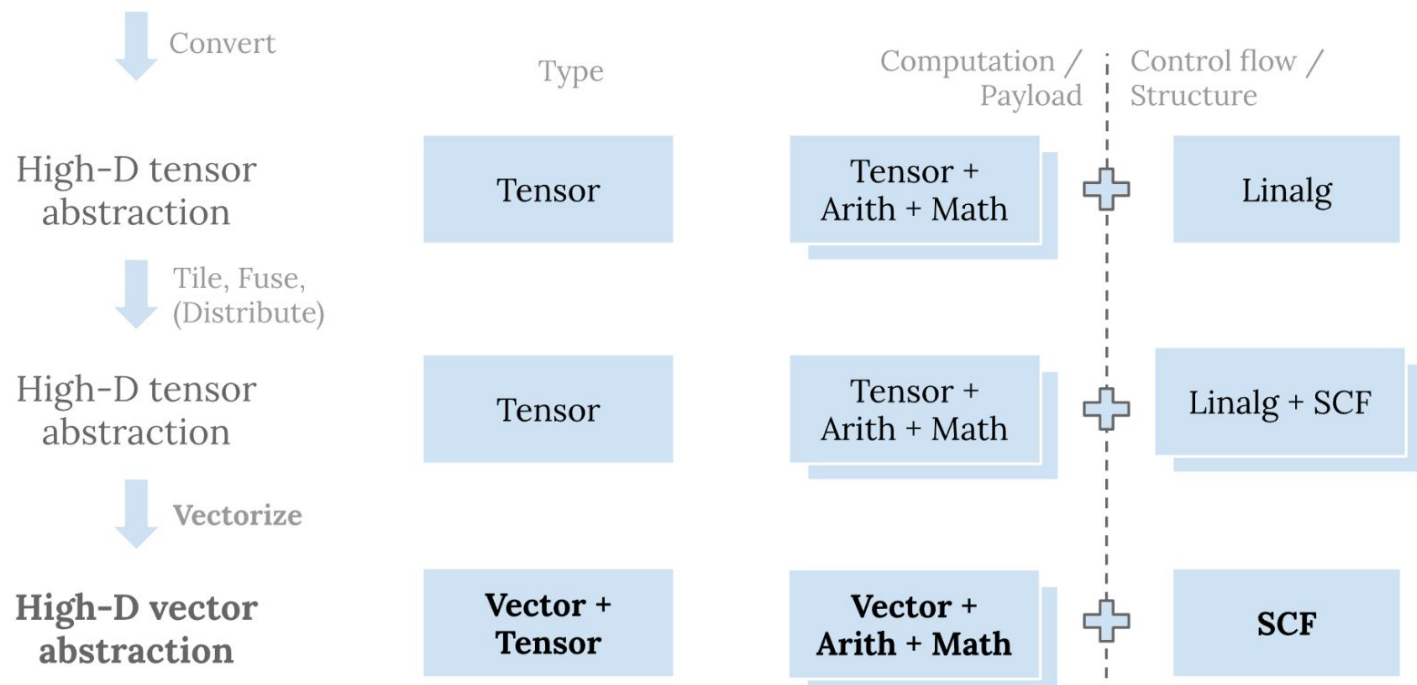 Convert
Type
Computation /
Payload
Control flow /
Structure
High-D tensor
abstraction
Tensor
Tensor +
Arith + Math
Linalg
Tile, Fuse,
(Distribute)
High-D tensor
abstraction
Tensor
Tensor +
Arith + Math
Linalg + SCF
Vectorize
High-D vector
abstraction
Vector +
Tensor
Vector +
Arith + Math
SCF